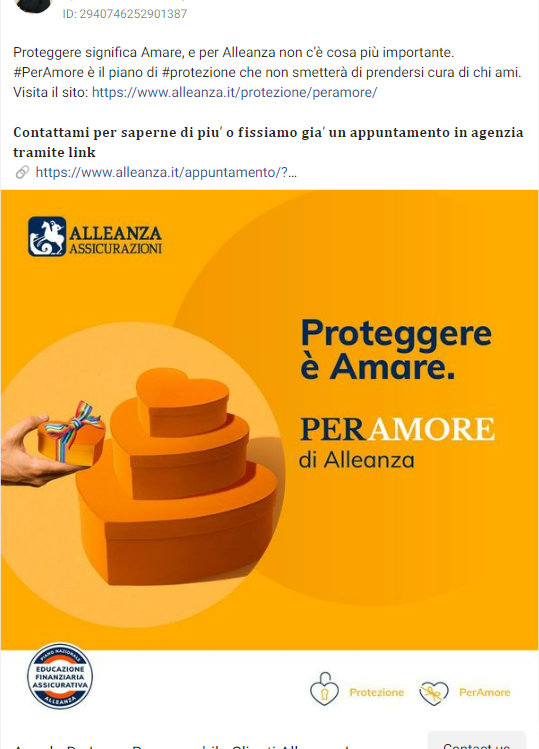 ID: 2940746252901387
Proteggere significa Amare, e per Alleanza non c'è cosa più importante.
#PerAmore è il piano di #protezione che non smetterà di prendersi cura di chi ami.
Visita il sito: https://www.alleanza.it/protezione/peramore/
Contattami per saperne di piu' o fissiamo gia' un appuntamento in agenzia
tramite link
🔗 https://www.alleanza.it/appuntamento/?...
ALLEANZA
ASSICURAZIONI
Proteggere
è Amare.
PERAMORE
di Alleanza
PIANO NAZIONALE
EDUCAZIONE
FINANZIARIA
ASSICURATIVA
ALLEANZA
Protezione
PerAmore
Contact us